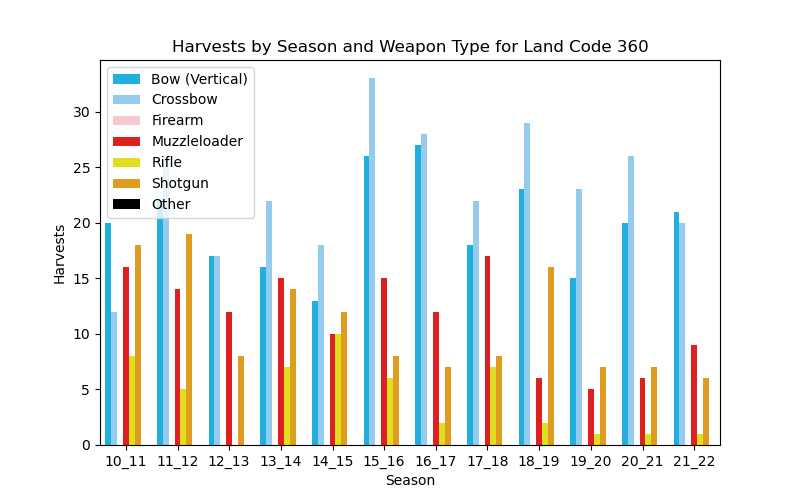 Harvests by Season and Weapon Type for Land Code 360
Bow (Vertical)
Crossbow
Firearm
Muzzleloader
Rifle
Shotgun
Other
30
25
20
15
10
5
0
Harvests
10_11 11_12 12_13 13_14 14_15 15_16 16_17 17_18 18_19 19_20 20_21 21_22
Season